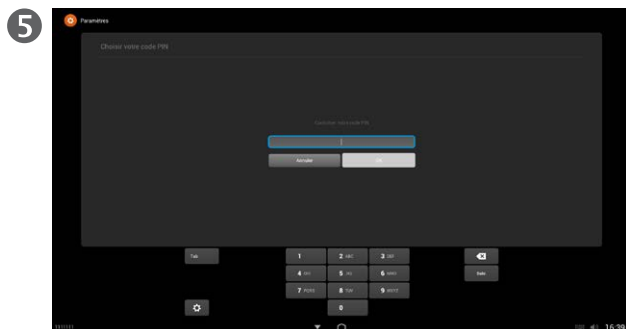 5
Paramètres
Choisir votre code PIN
Confirmer votre code PIN
Annuler OK
Tab 1 2 ABC 3 DEF
4 GHI 5 JKL 6 MNO
7 PQRS 8 TUV 9 WXYZ
0
16:39